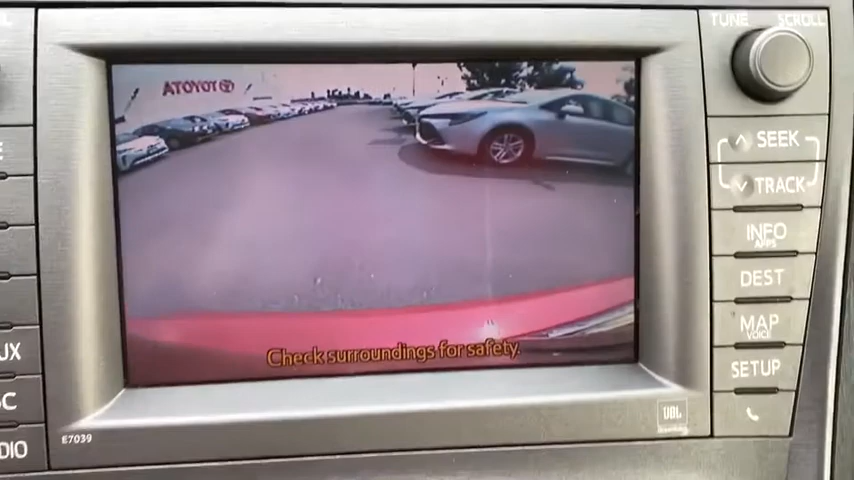 TUNE SCROLL
ATOYOT
SEEK
TRACK
INFO
APPS
DEST
MAP
VOICE
SETUP
UX
DIO
Check surroundings for safety.
E7039
JBL